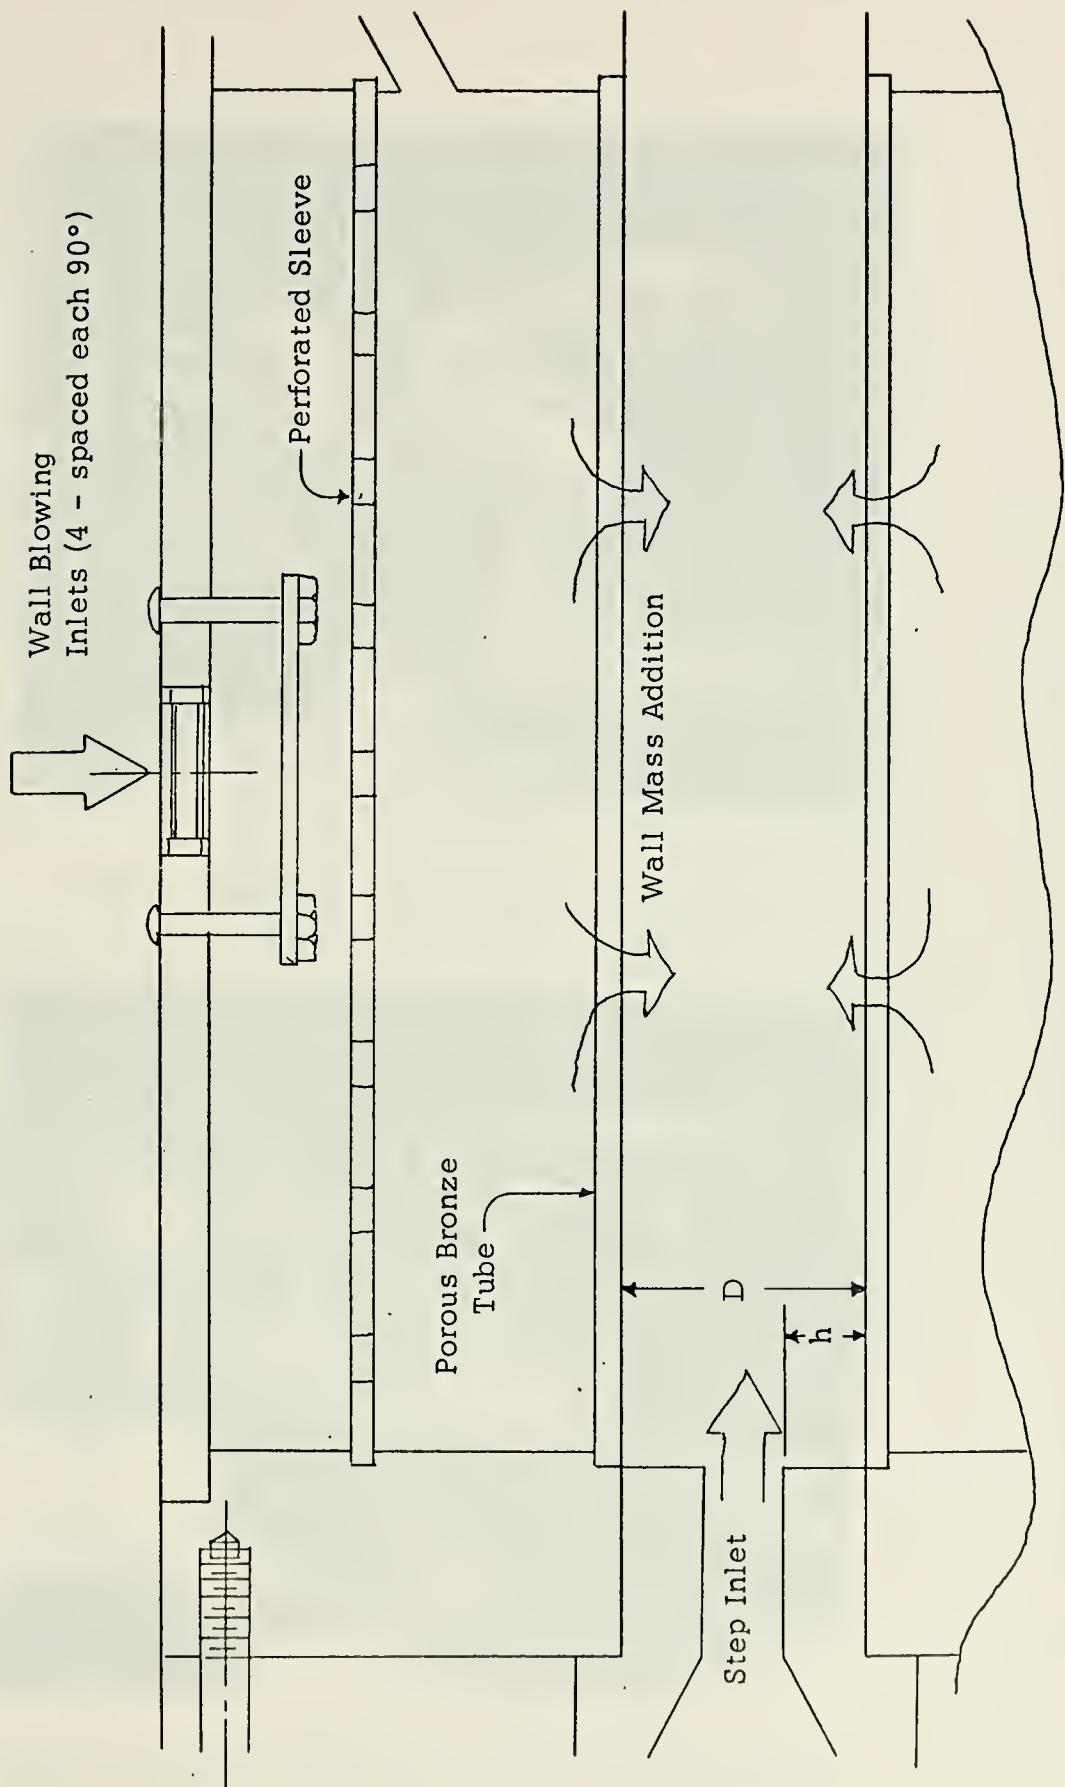 Wall Blowing
Inlets (4 - spaced each 90°)
Perforated Sleeve
Porous Bronze
Tube
Wall Mass Addition
D
h
Step Inlet